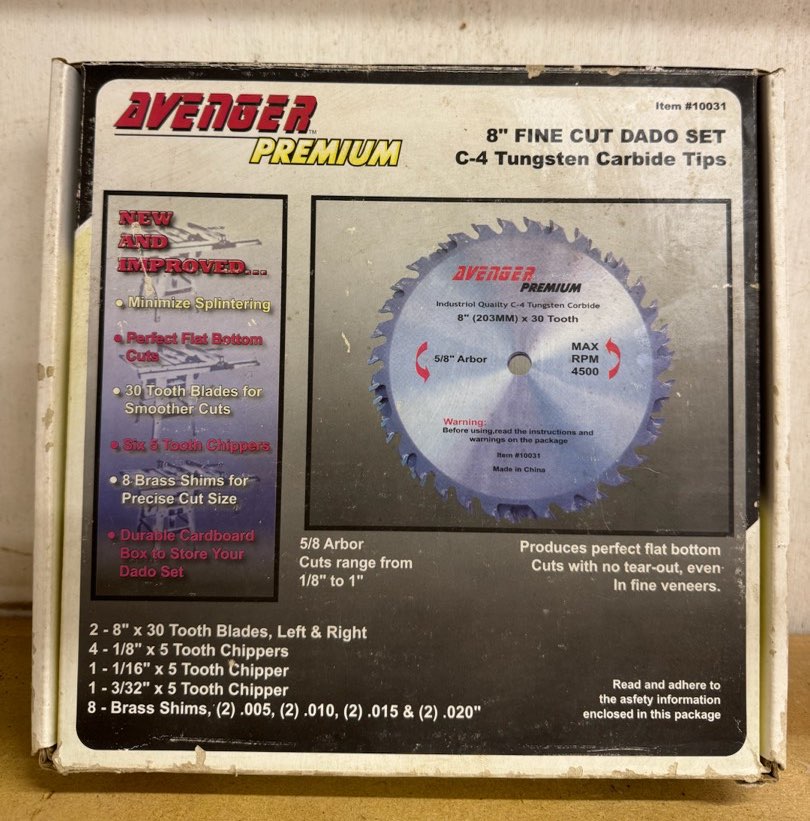 AVENGER™
PREMIUM
Item #10031
8" FINE CUT DADO SET
C-4 Tungsten Carbide Tips
NEW
AND
IMPROVED...
• Minimize Splintering
• Perfect Flat Bottom
Cuts
• 30 Tooth Blades for
Smoother Cuts
• Six 5 Tooth Chippers
• 8 Brass Shims for
Precise Cut Size
• Durable Cardboard
Box to Store Your
Dado Set
AVENGER
PREMIUM
Industriol Quailty C-4 Tungsten Corbide
8" (203MM) x 30 Tooth
5/8" Arbor
MAX
RPM
4500
Warning:
Before using,read the instructions and
warnings on the package
Item #10031
Made in China
5/8 Arbor
Cuts range from
1/8" to 1"
Produces perfect flat bottom
Cuts with no tear-out, even
In fine veneers.
2 - 8" x 30 Tooth Blades, Left & Right
4 - 1/8" x 5 Tooth Chippers
1 - 1/16" x 5 Tooth Chipper
1 - 3/32" x 5 Tooth Chipper
8 - Brass Shims, (2) .005, (2) .010, (2) .015 & (2) .020"
Read and adhere to
the asfety information
enclosed in this package